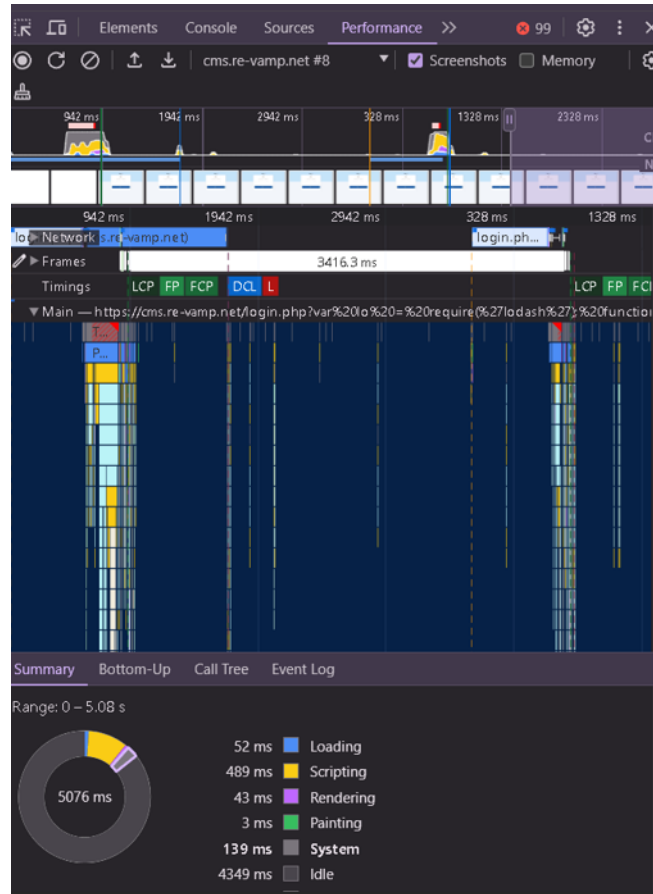 Elements Console Sources Performance 99
cms.re-vamp.net #8 Screenshots Memory
942 ms 1942 ms 2942 ms 328 ms 1328 ms 2328 ms
942 ms 1942 ms 2942 ms 328 ms 1328 ms
Network s.re-vamp.net) login.ph...
Frames 3416.3 ms
Timings LCP FP FCP DCL L LCP FP FCI
Main — https://cms.re-vamp.net/login.php?var%20lo%20=%20require(%27lodash%27);%20functio
T...
P...
Summary Bottom-Up Call Tree Event Log
Range: 0 – 5.08 s
5076 ms
52 ms Loading
489 ms Scripting
43 ms Rendering
3 ms Painting
139 ms System
4349 ms Idle